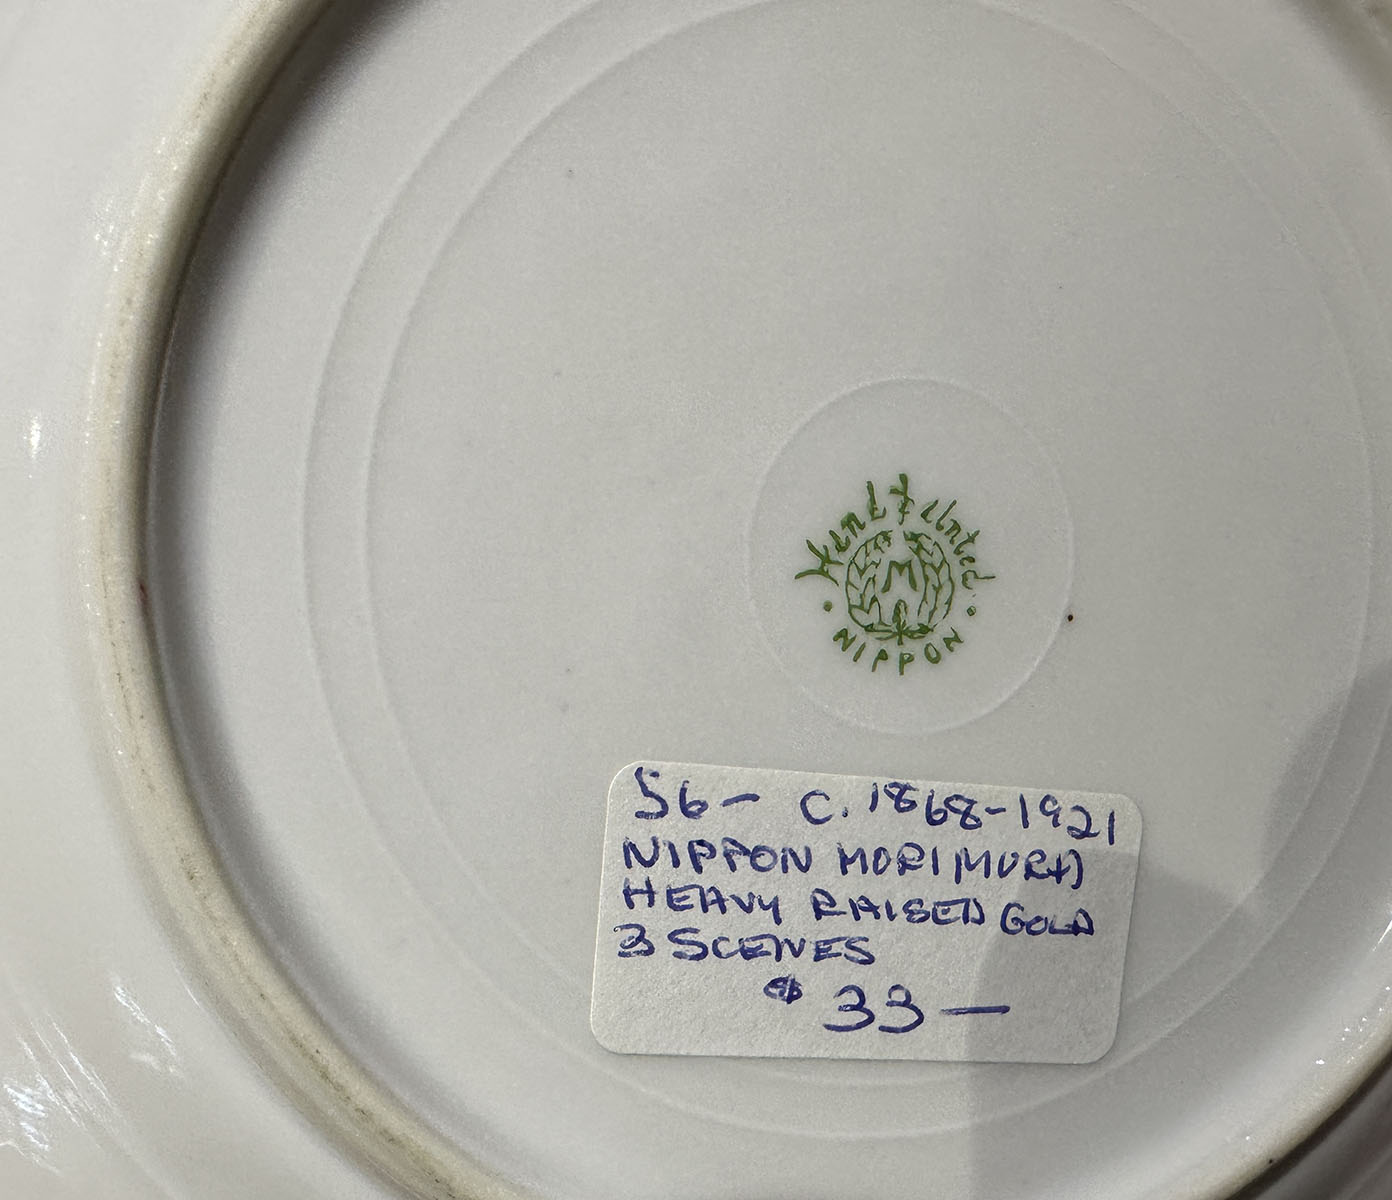 Hand Painted
M
NIPPON
56- C. 1868-1921
NIPPON MORIMURA
HEAVY RAISED GOLD
3 SCENES
$ 33-